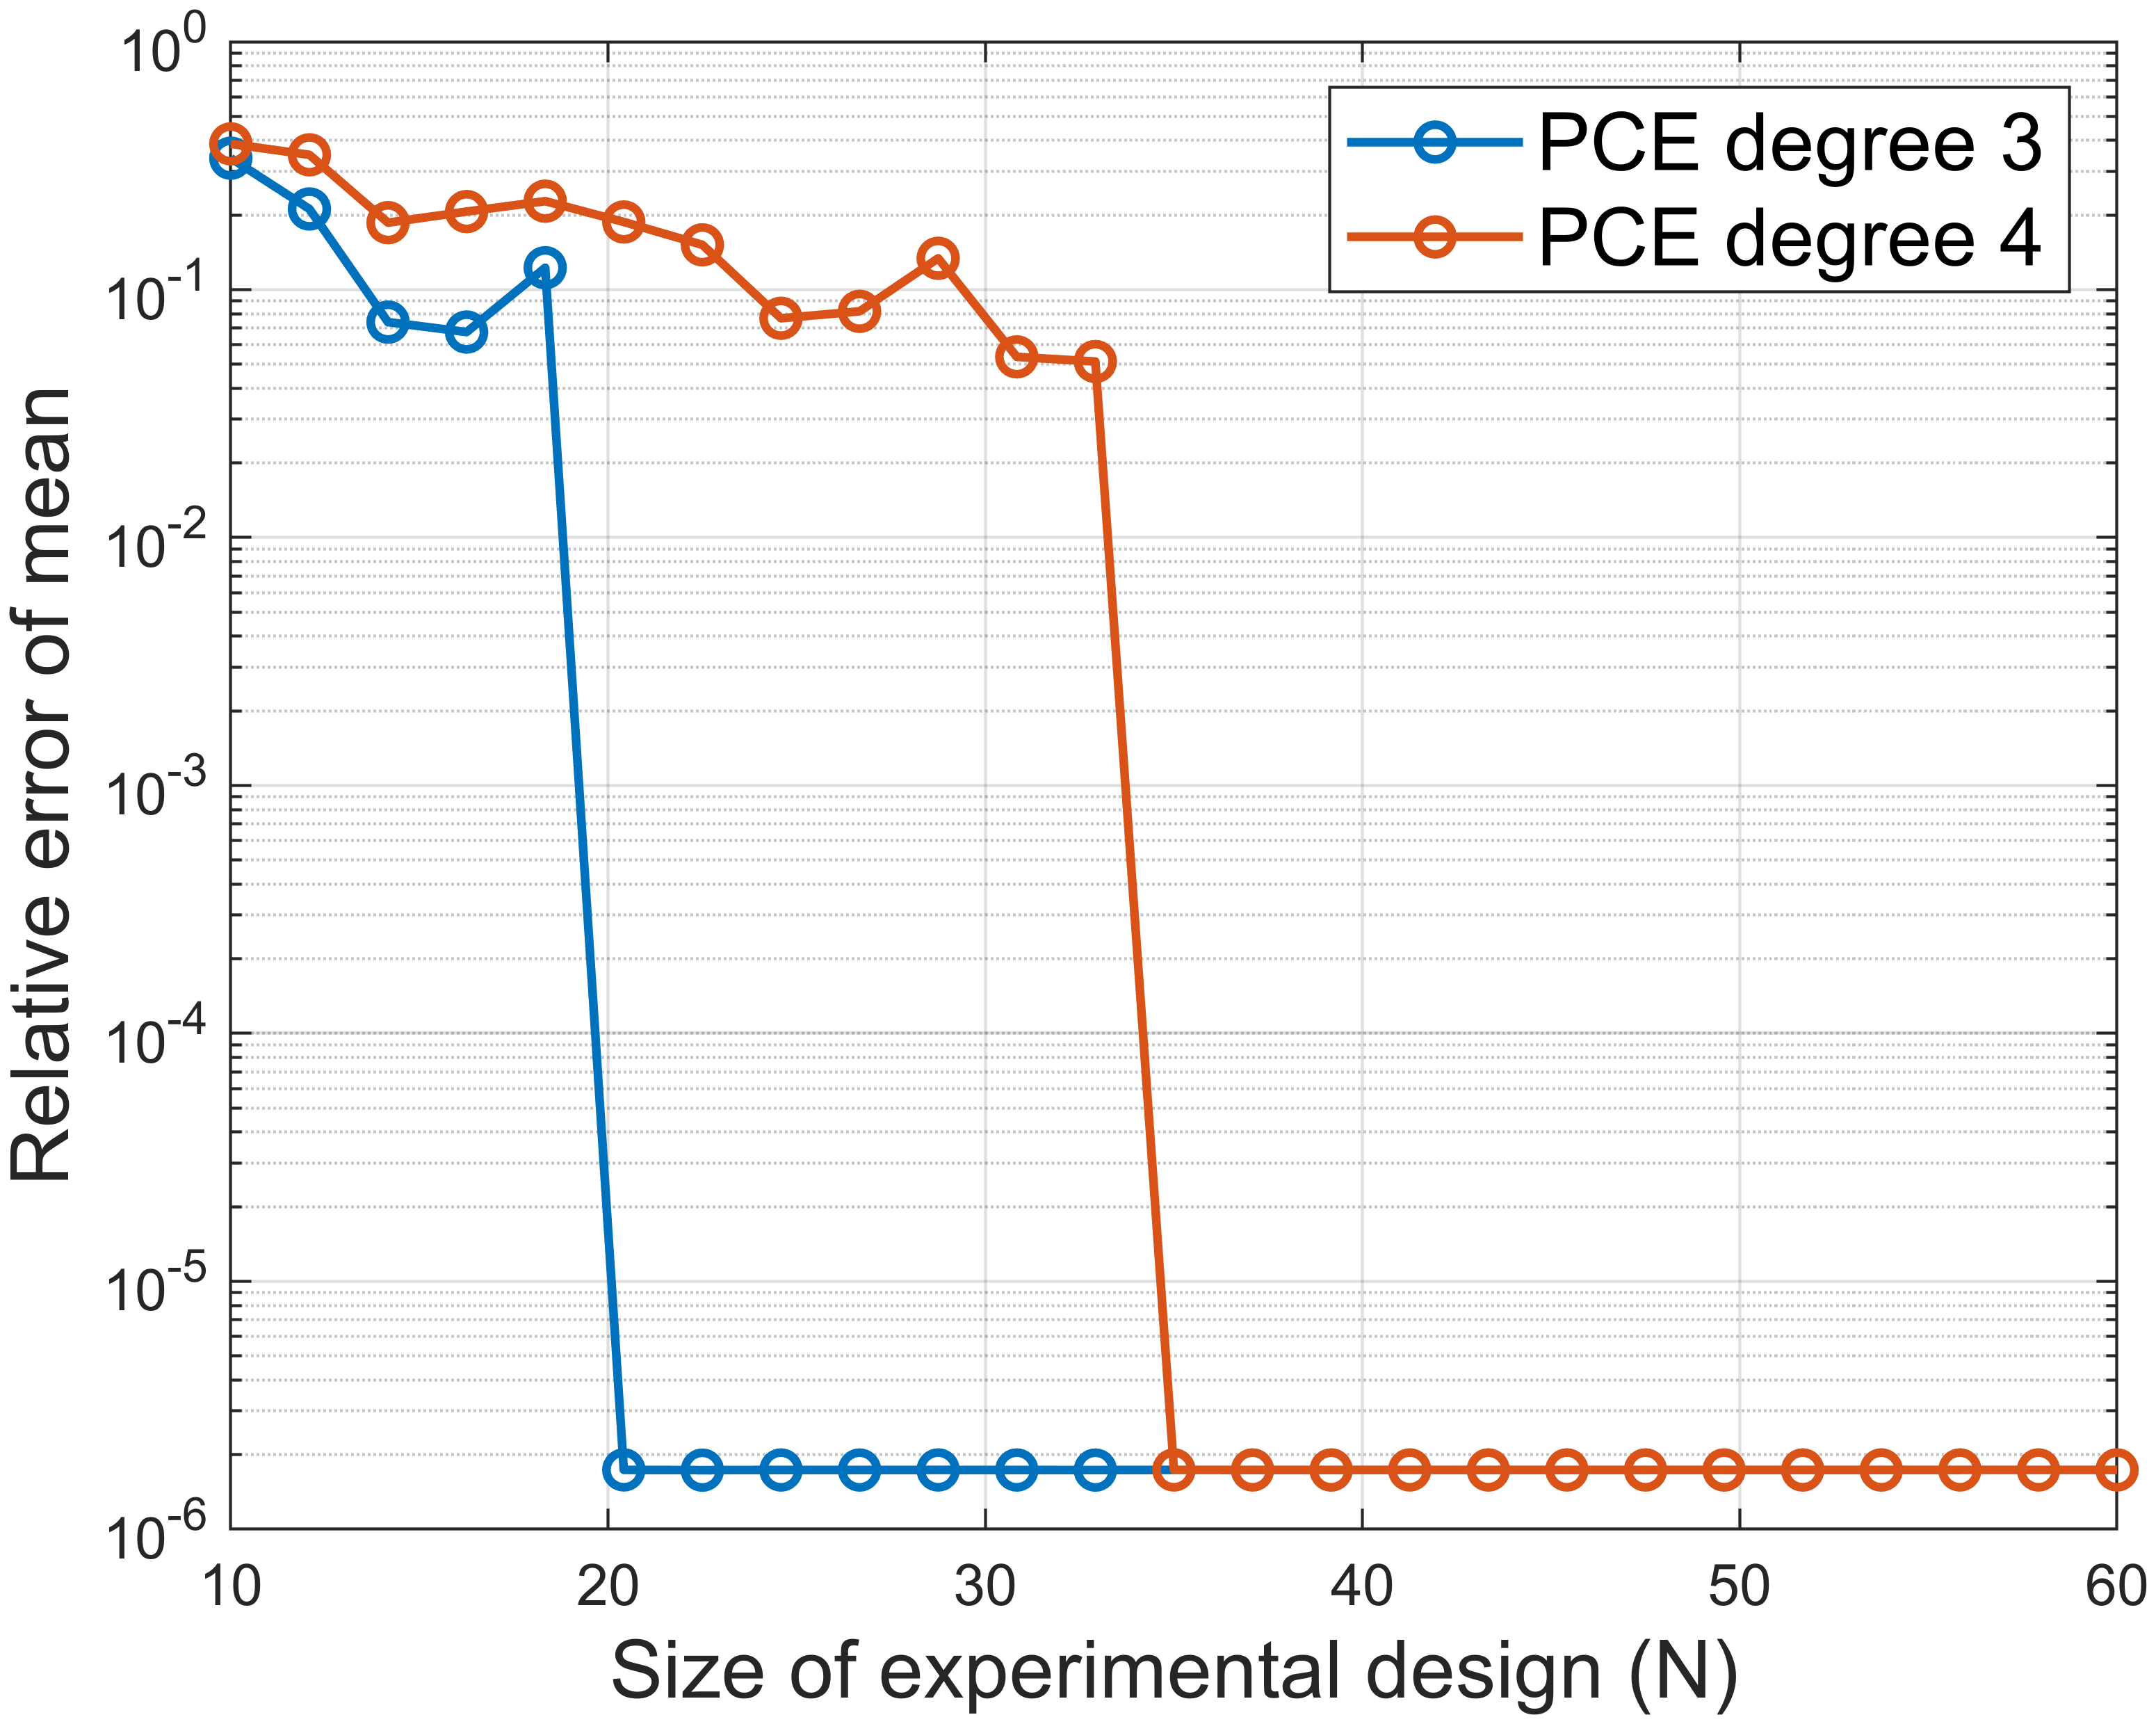 10^0
10^-1
10^-2
10^-3
10^-4
10^-5
10^-6
Relative error of mean
PCE degree 3
PCE degree 4
10 20 30 40 50 60
Size of experimental design (N)